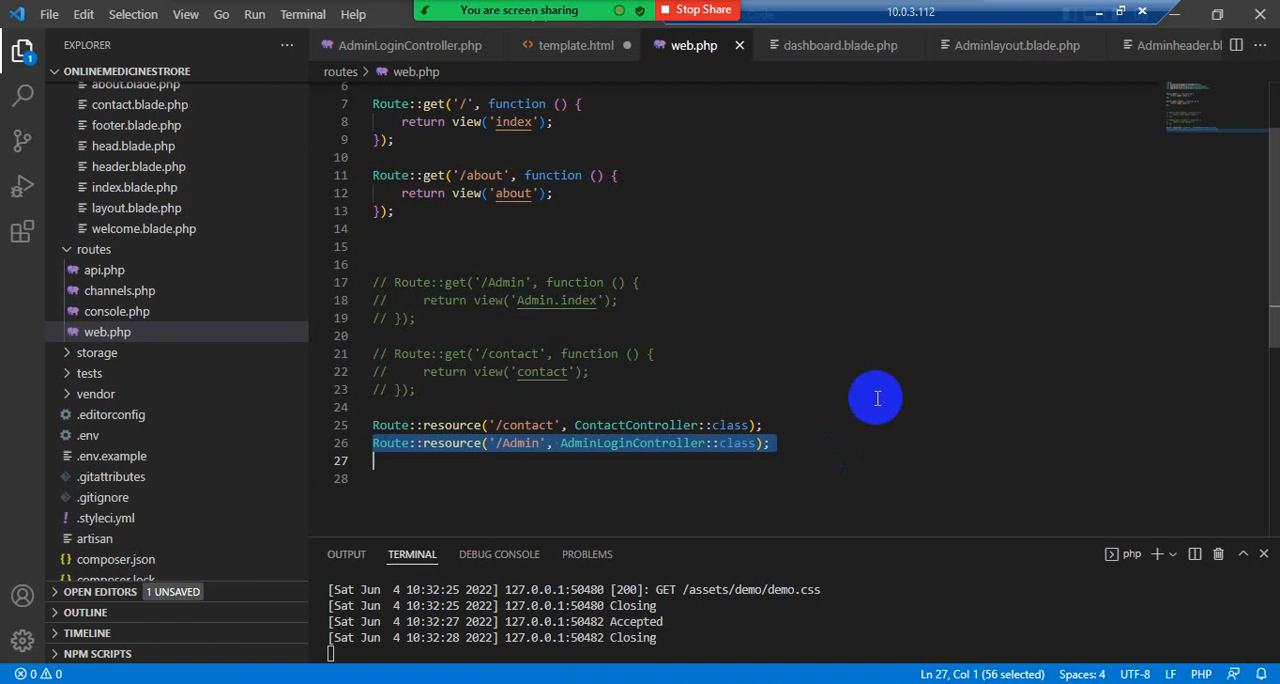 File Edit Selection View Go Run Terminal Help
You are screen sharing
Stop Share
10.0.3.112
EXPLORER
ONLINEMEDICINESTRORE
about.blade.php
contact.blade.php
footer.blade.php
head.blade.php
header.blade.php
index.blade.php
layout.blade.php
welcome.blade.php
routes
api.php
channels.php
console.php
web.php
storage
tests
vendor
.editorconfig
.env
.env.example
.gitattributes
.gitignore
.styleci.yml
artisan
composer.json
composer.lock
OPEN EDITORS 1 UNSAVED
OUTLINE
TIMELINE
NPM SCRIPTS
AdminLoginController.php
template.html
web.php
dashboard.blade.php
Adminlayout.blade.php
Adminheader.bl
routes > web.php
6
7 Route::get('/', function () {
8 return view('index');
9 });
10
11 Route::get('/about', function () {
12 return view('about');
13 });
14
15
16
17 // Route::get('/Admin', function () {
18 // return view('Admin.index');
19 // });
20
21 // Route::get('/contact', function () {
22 // return view('contact');
23 // });
24
25 Route::resource('/contact', ContactController::class);
26 Route::resource('/Admin', AdminLoginController::class);
27
28
OUTPUT TERMINAL DEBUG CONSOLE PROBLEMS
php
[Sat Jun 4 10:32:25 2022] 127.0.0.1:50480 [200]: GET /assets/demo/demo.css
[Sat Jun 4 10:32:25 2022] 127.0.0.1:50480 Closing
[Sat Jun 4 10:32:27 2022] 127.0.0.1:50482 Accepted
[Sat Jun 4 10:32:28 2022] 127.0.0.1:50482 Closing
0 0
Ln 27, Col 1 (56 selected) Spaces: 4 UTF-8 LF PHP